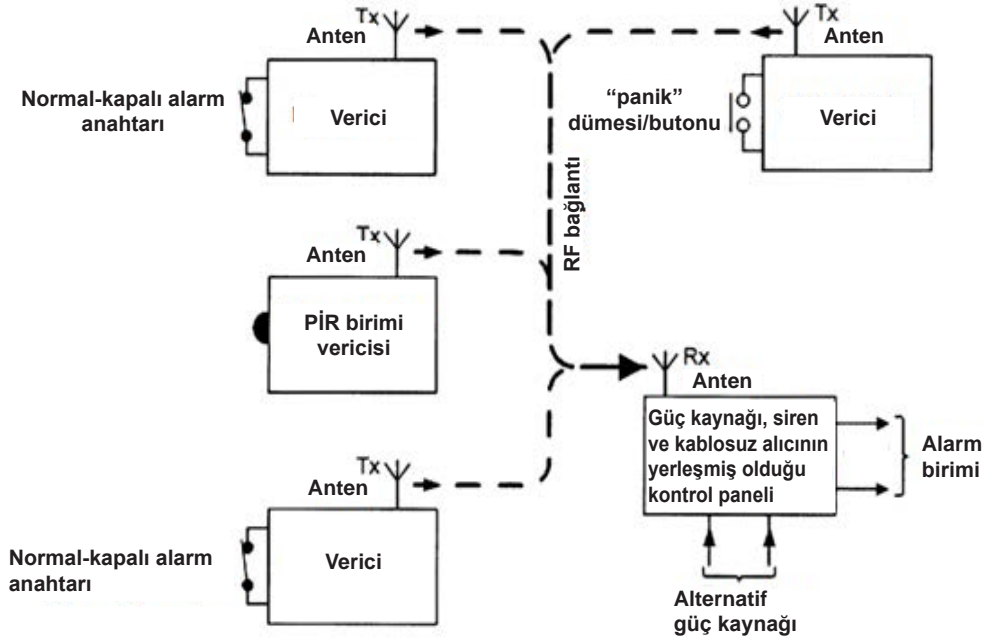 Tx
Anten
Normal-kapalı alarm
anahtarı
Verici
Tx
Anten
“panik”
dümesi/butonu
Verici
RF bağlantı
Tx
Anten
PİR birimi
vericisi
Rx
Anten
Güç kaynağı, siren
ve kablosuz alıcının
yerleşmiş olduğu
kontrol paneli
Alarm
birimi
Tx
Anten
Normal-kapalı alarm
anahtarı
Verici
Alternatif
güç kaynağı